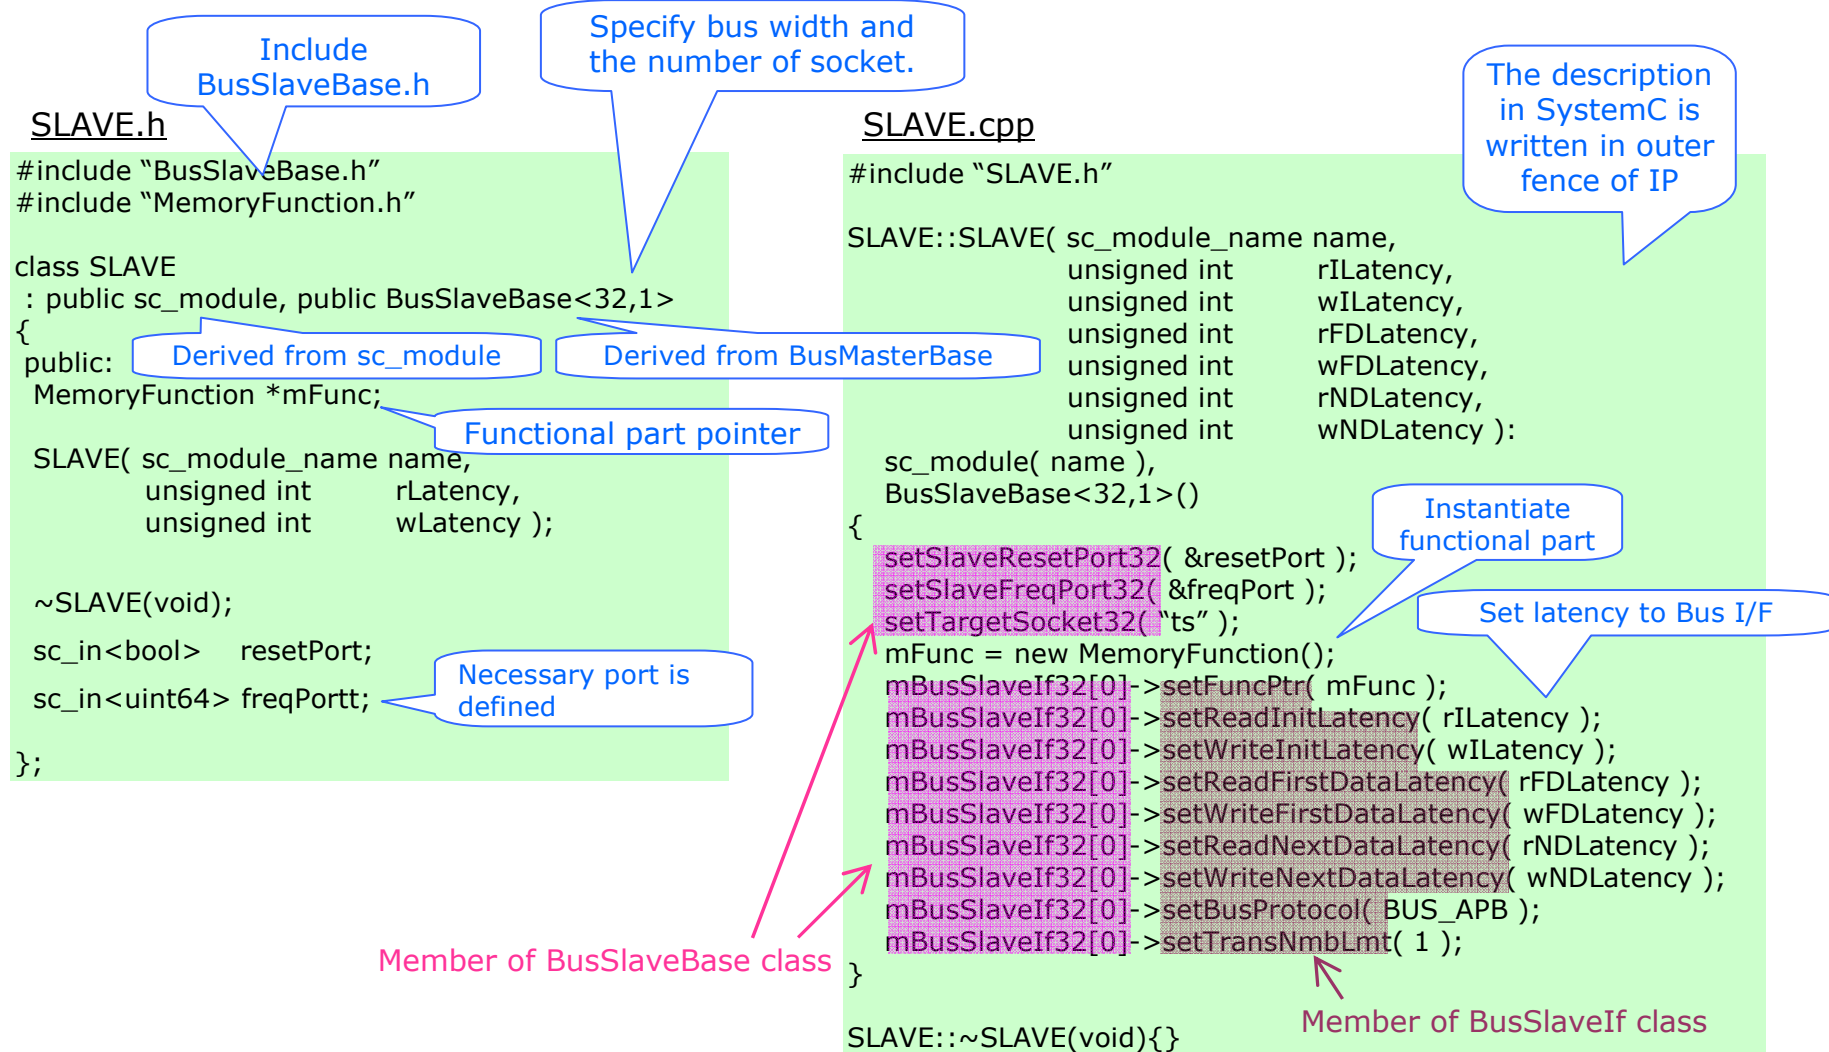 Include
BusSlaveBase.h
Specify bus width and
the number of socket.
The description
in SystemC is
written in outer
fence of IP
SLAVE.h
#include “BusSlaveBase.h”
#include “MemoryFunction.h”
class SLAVE
: public sc_module, public BusSlaveBase<32,1>
{
Derived from sc_module
Derived from BusMasterBase
public:
MemoryFunction *mFunc;
Functional part pointer
SLAVE( sc_module_name name,
unsigned int rLatency,
unsigned int wLatency );
~SLAVE(void);
sc_in<bool> resetPort;
sc_in<uint64> freqPortt;
Necessary port is
defined
};
SLAVE.cpp
#include “SLAVE.h”
SLAVE::SLAVE( sc_module_name name,
unsigned int rILatency,
unsigned int wILatency,
unsigned int rFDLatency,
unsigned int wFDLatency,
unsigned int rNDLatency,
unsigned int wNDLatency ):
sc_module( name ),
BusSlaveBase<32,1>()
{
Instantiate
functional part
setSlaveResetPort32( &resetPort );
setSlaveFreqPort32( &freqPort );
setTargetSocket32( “ts” );
Set latency to Bus I/F
mFunc = new MemoryFunction();
mBusSlaveIf32[0]->setFuncPtr( mFunc );
mBusSlaveIf32[0]->setReadInitLatency( rILatency );
mBusSlaveIf32[0]->setWriteInitLatency( wILatency );
mBusSlaveIf32[0]->setReadFirstDataLatency( rFDLatency );
mBusSlaveIf32[0]->setWriteFirstDataLatency( wFDLatency );
mBusSlaveIf32[0]->setReadNextDataLatency( rNDLatency );
mBusSlaveIf32[0]->setWriteNextDataLatency( wNDLatency );
mBusSlaveIf32[0]->setBusProtocol( BUS_APB );
mBusSlaveIf32[0]->setTransNmbLmt( 1 );
}
Member of BusSlaveBase class
Member of BusSlaveIf class
SLAVE::~SLAVE(void){}